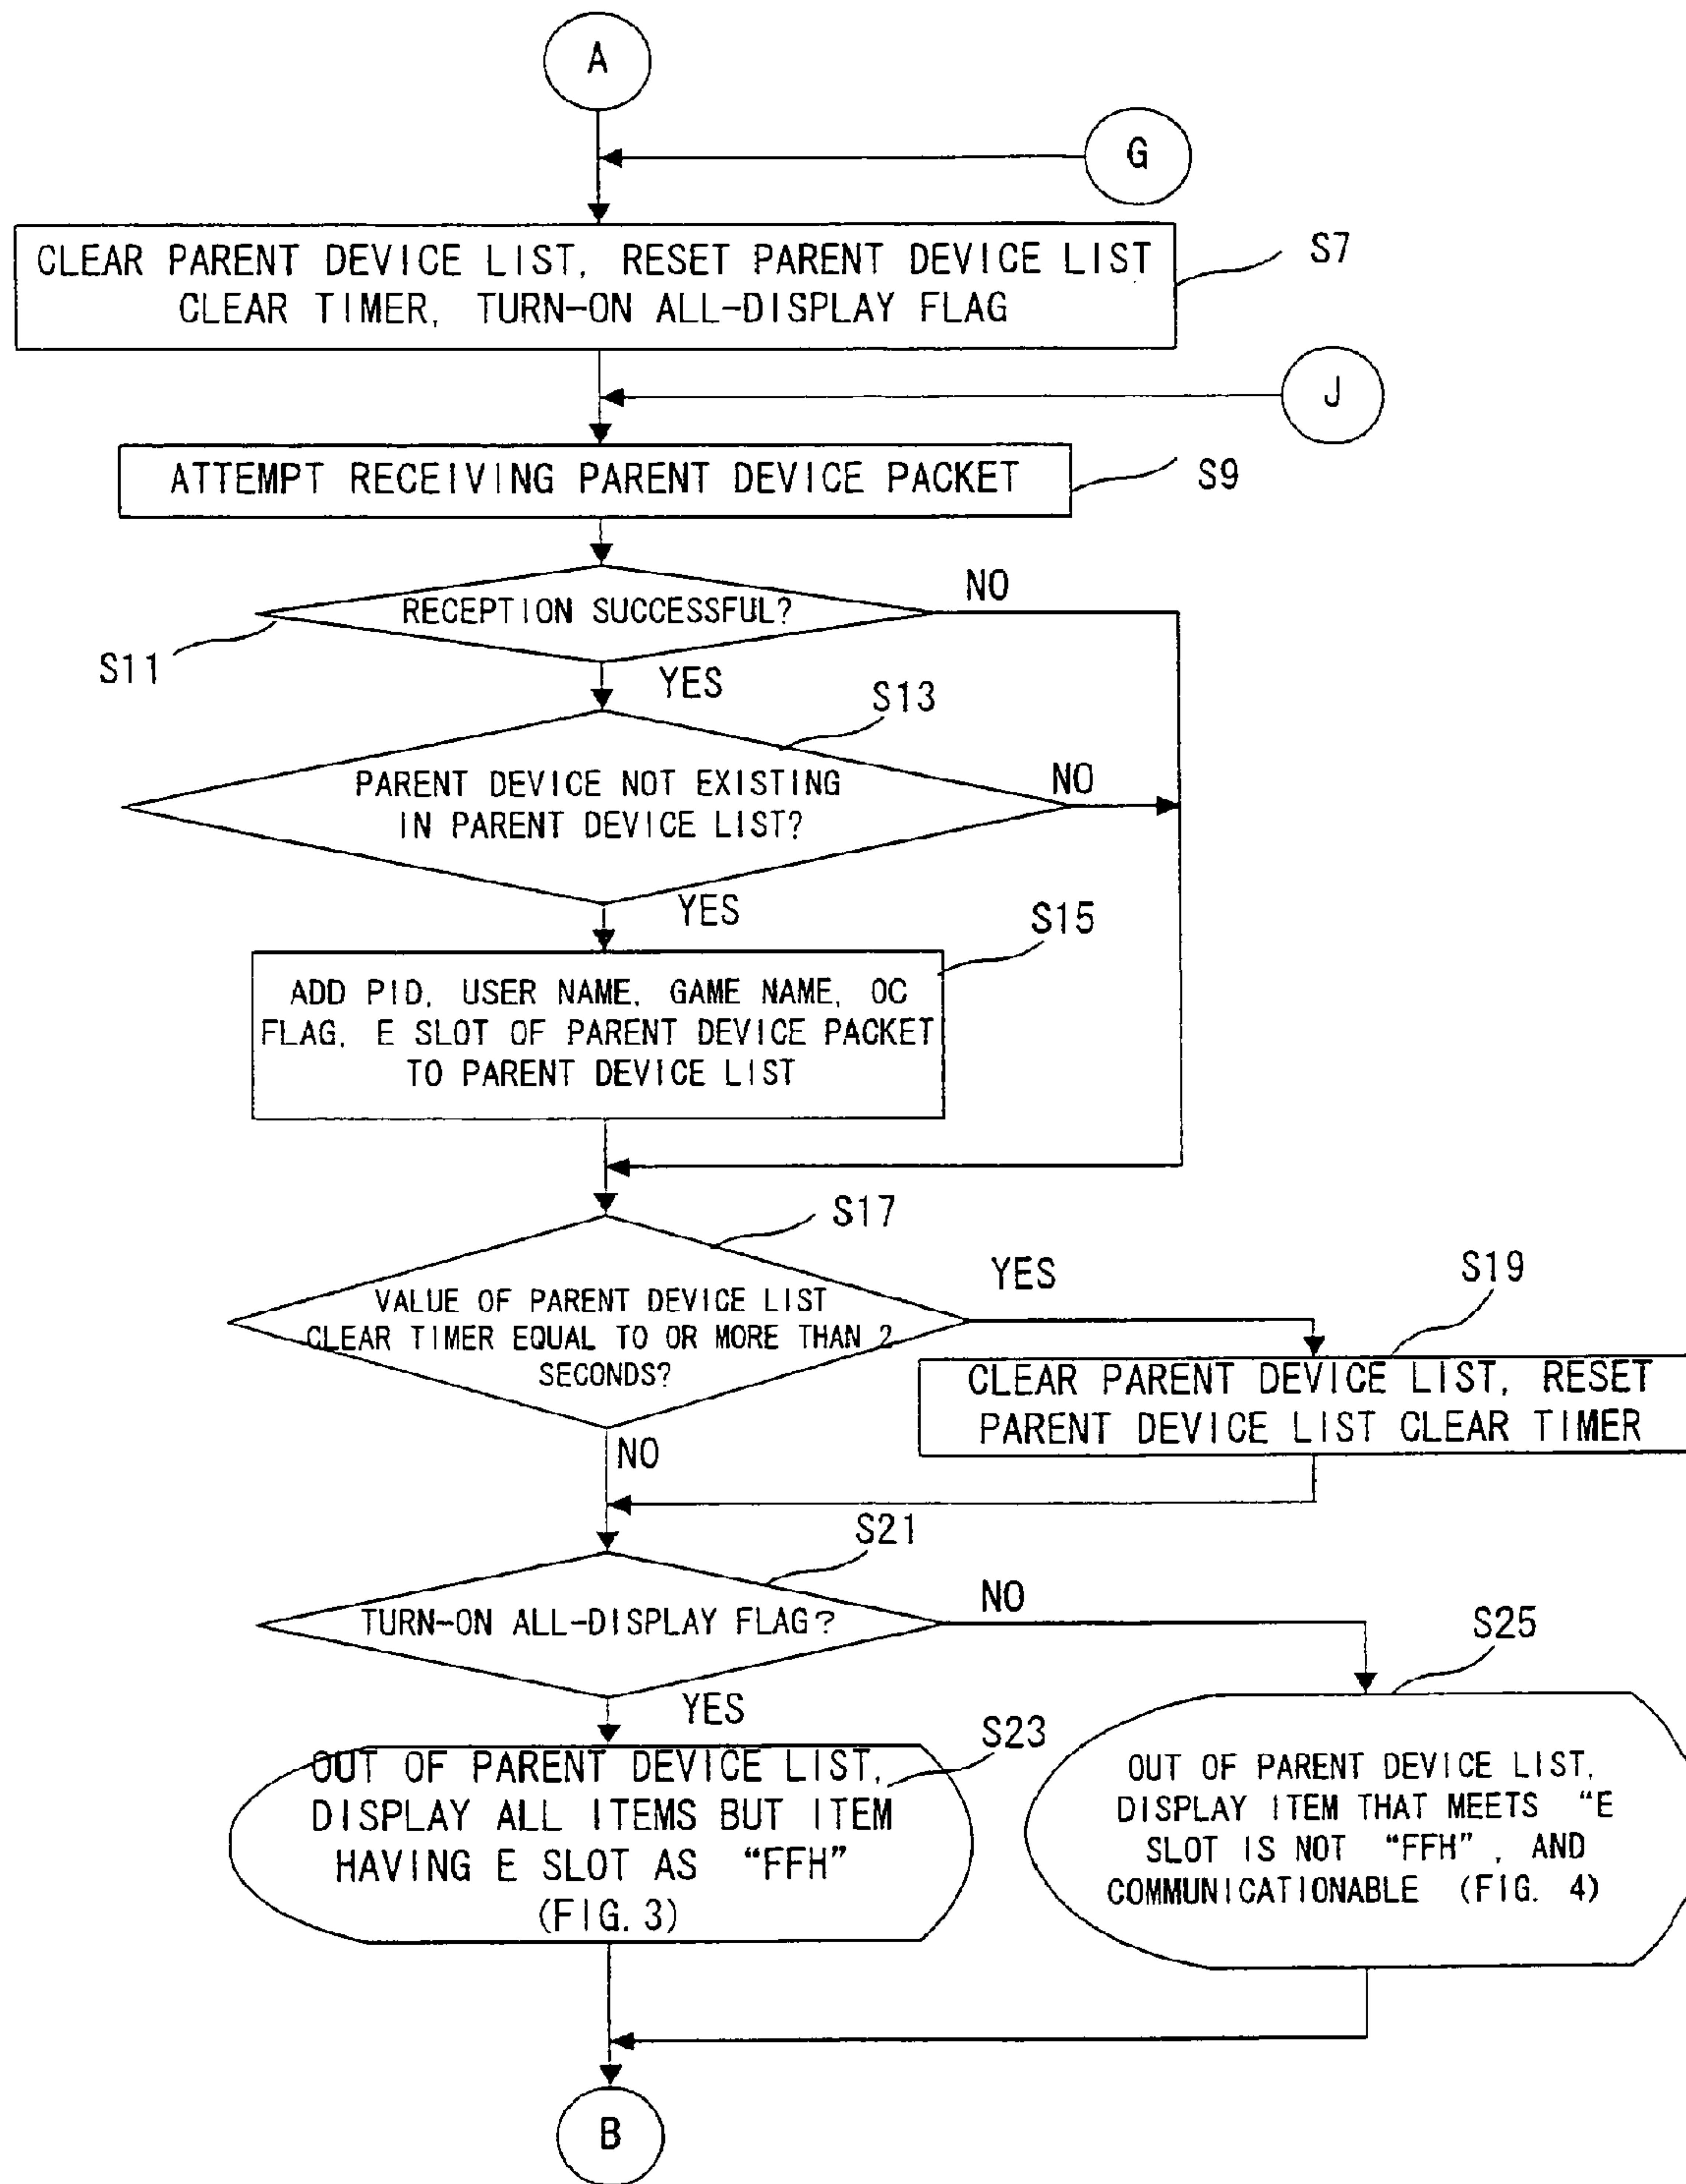 A
G
CLEAR PARENT DEVICE LIST, RESET PARENT DEVICE LIST
CLEAR TIMER, TURN-ON ALL-DISPLAY FLAG
S7
J
ATTEMPT RECEIVING PARENT DEVICE PACKET
S9
RECEPTION SUCCESSFUL?
NO
S11
YES
S13
PARENT DEVICE NOT EXISTING
IN PARENT DEVICE LIST?
NO
YES
S15
ADD PID, USER NAME, GAME NAME, OC
FLAG, E SLOT OF PARENT DEVICE PACKET
TO PARENT DEVICE LIST
S17
VALUE OF PARENT DEVICE LIST
CLEAR TIMER EQUAL TO OR MORE THAN 2
SECONDS?
YES
S19
CLEAR PARENT DEVICE LIST, RESET
PARENT DEVICE LIST CLEAR TIMER
NO
S21
TURN-ON ALL-DISPLAY FLAG?
NO
YES
S23
OUT OF PARENT DEVICE LIST,
DISPLAY ALL ITEMS BUT ITEM
HAVING E SLOT AS "FFH"
(FIG. 3)
S25
OUT OF PARENT DEVICE LIST,
DISPLAY ITEM THAT MEETS "E
SLOT IS NOT "FFH", AND
COMMUNICATIONABLE (FIG. 4)
B